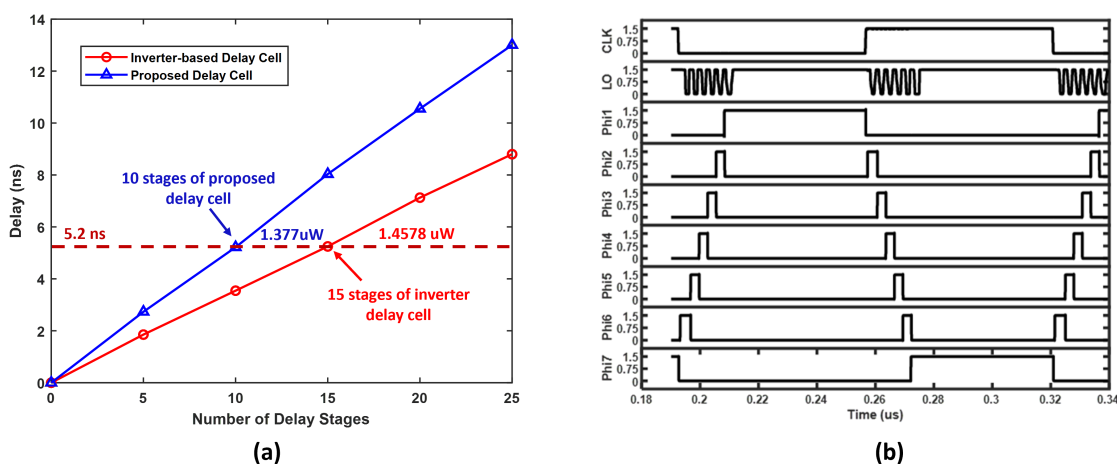 14
12
10
8
6
4
2
0
Delay (ns)
Inverter-based Delay Cell
Proposed Delay Cell
10 stages of proposed
delay cell
5.2 ns
1.377uW
1.4578 uW
15 stages of inverter
delay cell
0 5 10 15 20 25
Number of Delay Stages
(a)
CLK
1.5
0.75
0
LO
1.5
0.75
0
Phi1
1.5
0.75
0
Phi2
1.5
0.75
0
Phi3
1.5
0.75
0
Phi4
1.5
0.75
0
Phi5
1.5
0.75
0
Phi6
1.5
0.75
0
Phi7
1.5
0.75
0
0.18 0.2 0.22 0.24 0.26 0.28 0.3 0.32 0.34
Time (us)
(b)